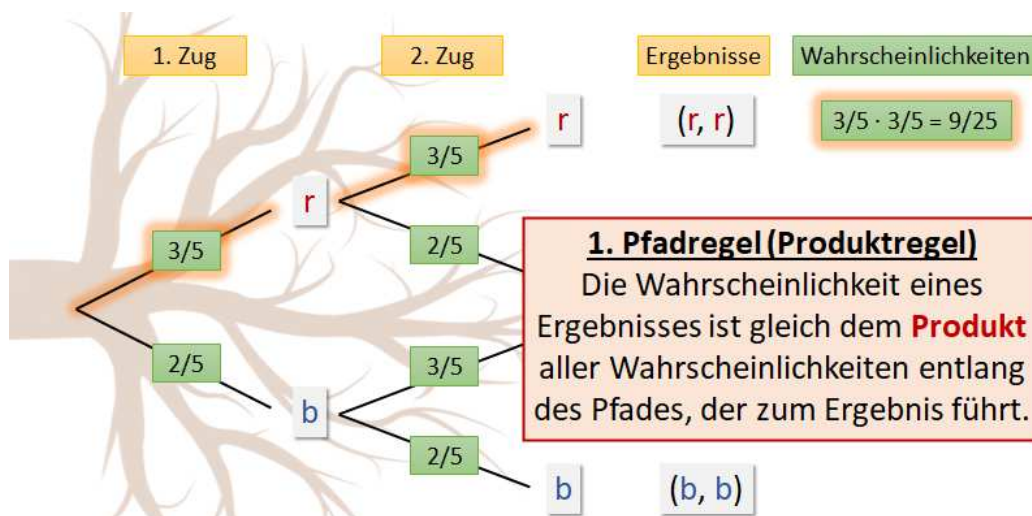 1. Zug
2. Zug
Ergebnisse
Wahrscheinlichkeiten
r
(r, r)
3/5 · 3/5 = 9/25
3/5
r
3/5
2/5
1. Pfadregel (Produktregel)
Die Wahrscheinlichkeit eines
Ergebnisses ist gleich dem Produkt
aller Wahrscheinlichkeiten entlang
des Pfades, der zum Ergebnis führt.
2/5
3/5
b
2/5
b
(b, b)